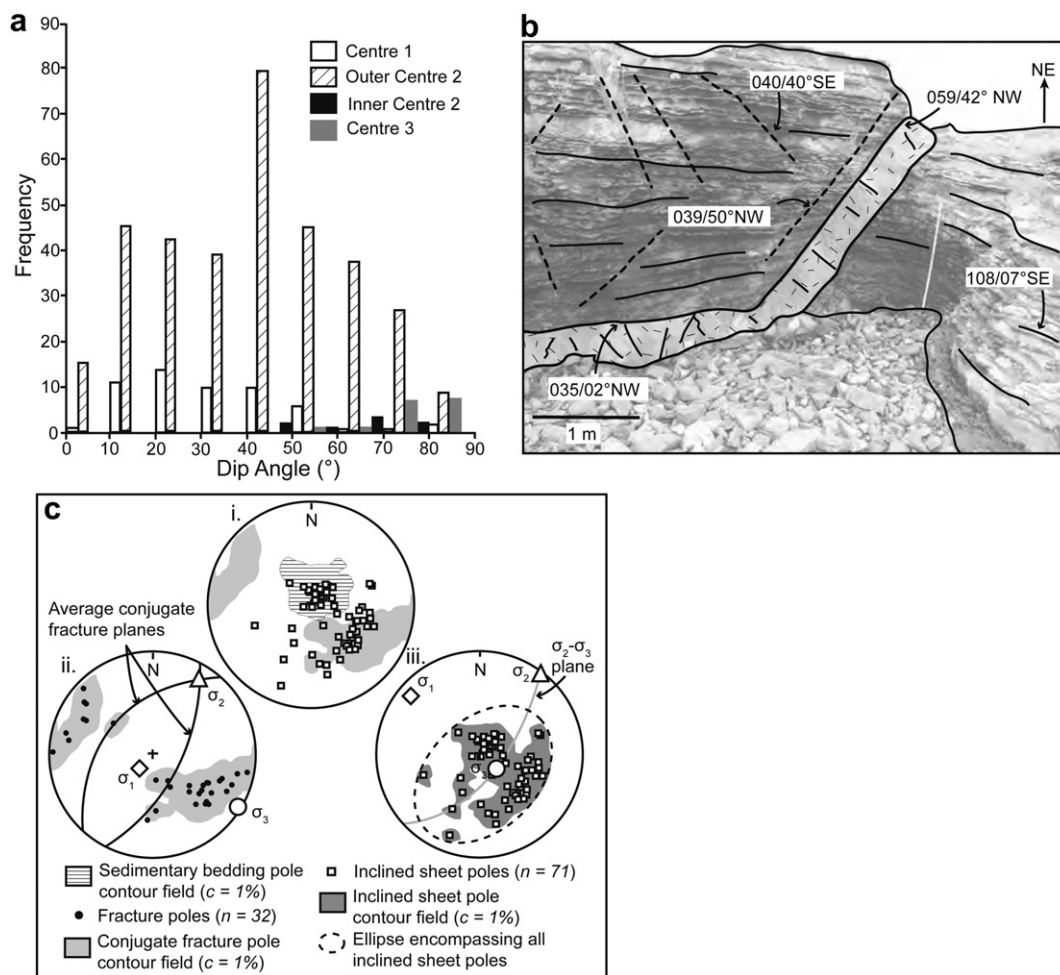 a
90
80
70
60
50
40
30
20
10
0
Frequency
0 10 20 30 40 50 60 70 80 90
Dip Angle (°)
Centre 1
Outer Centre 2
Inner Centre 2
Centre 3
b
NE
040/40°SE
059/42° NW
039/50°NW
108/07°SE
035/02°NW
1 m
c
i.
N
Average conjugate
fracture planes
ii.
N
σ2
σ1
σ3
iii.
N
σ1
σ2
σ2-σ3
plane
σ3
Sedimentary bedding pole
contour field (c = 1%)
Fracture poles (n = 32)
Conjugate fracture pole
contour field (c = 1%)
Inclined sheet poles (n = 71)
Inclined sheet pole
contour field (c = 1%)
Ellipse encompassing all
inclined sheet poles